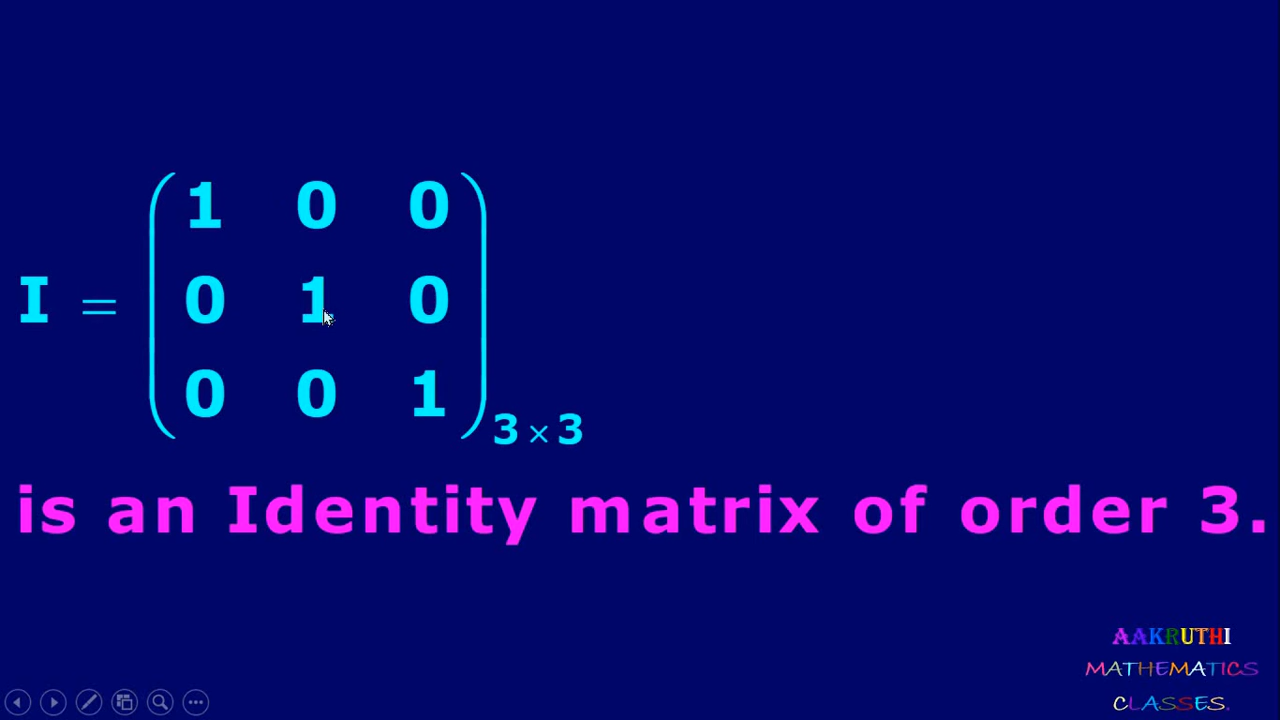 1 0 0
I = 0 1 0
0 0 1 3×3
is an Identity matrix of order 3.
AAKRUTHI
MATHEMATICS
CLASSES.